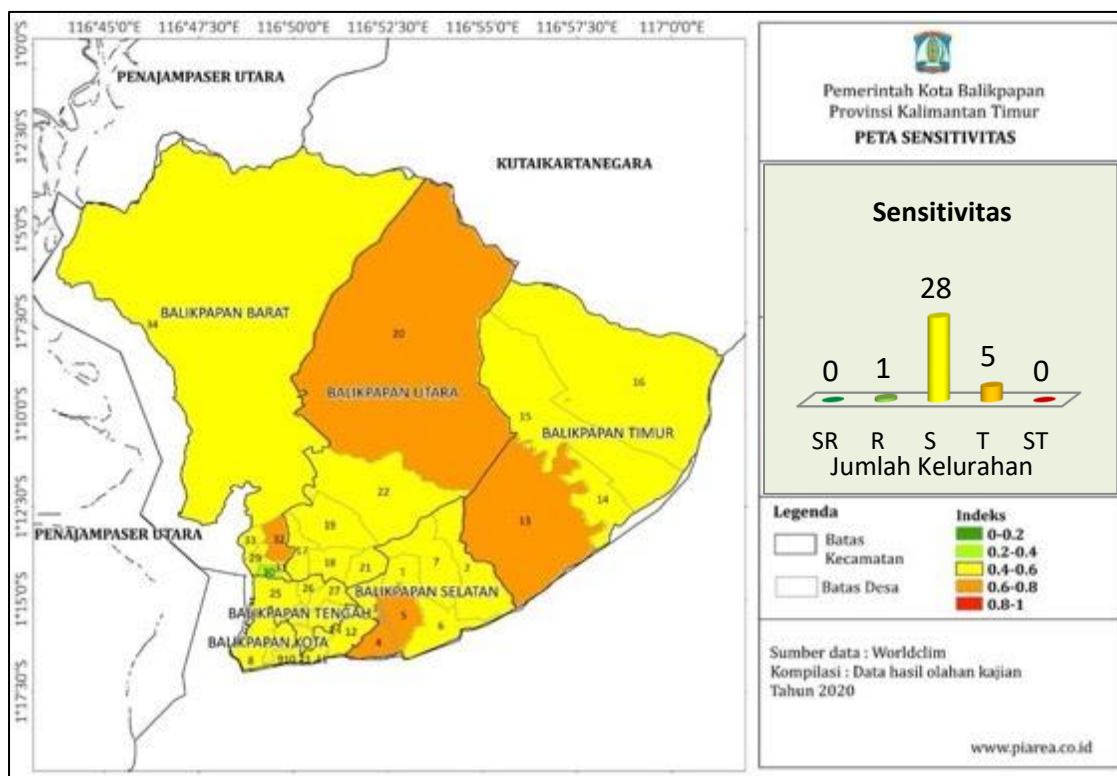 116°45'0"E 116°47'30"E 116°50'0"E 116°52'30"E 116°55'0"E 116°57'30"E 117°0'0"E
1°0'0"S
1°2'30"S
1°5'0"S
1°7'30"S
1°10'0"S
1°12'30"S
1°15'0"S
1°17'30"S
PENAJAMPASER UTARA
KUTAIKARTANEGARA
34
BALIKPAPAN BARAT
20
BALIKPAPAN UTARA
16
15
BALIKPAPAN TIMUR
14
13
22
19
PENAJAMPASER UTARA
33
32
17
29
18
21
1
7
2
30
25
26
27
BALIKPAPAN SELATAN
BALIKPAPAN TENGAH
5
6
12
4
BALIKPAPAN KOTA
8
9
10
Pemerintah Kota Balikpapan
Provinsi Kalimantan Timur
PETA SENSITIVITAS
Sensitivitas
0 1 28 5 0
SR R S T ST
Jumlah Kelurahan
Legenda
Batas
Kecamatan
Batas Desa
Indeks
0-0.2
0.2-0.4
0.4-0.6
0.6-0.8
0.8-1
Sumber data : Worldclim
Kompilasi : Data hasil olahan kajian
Tahun 2020
www.piarea.co.id